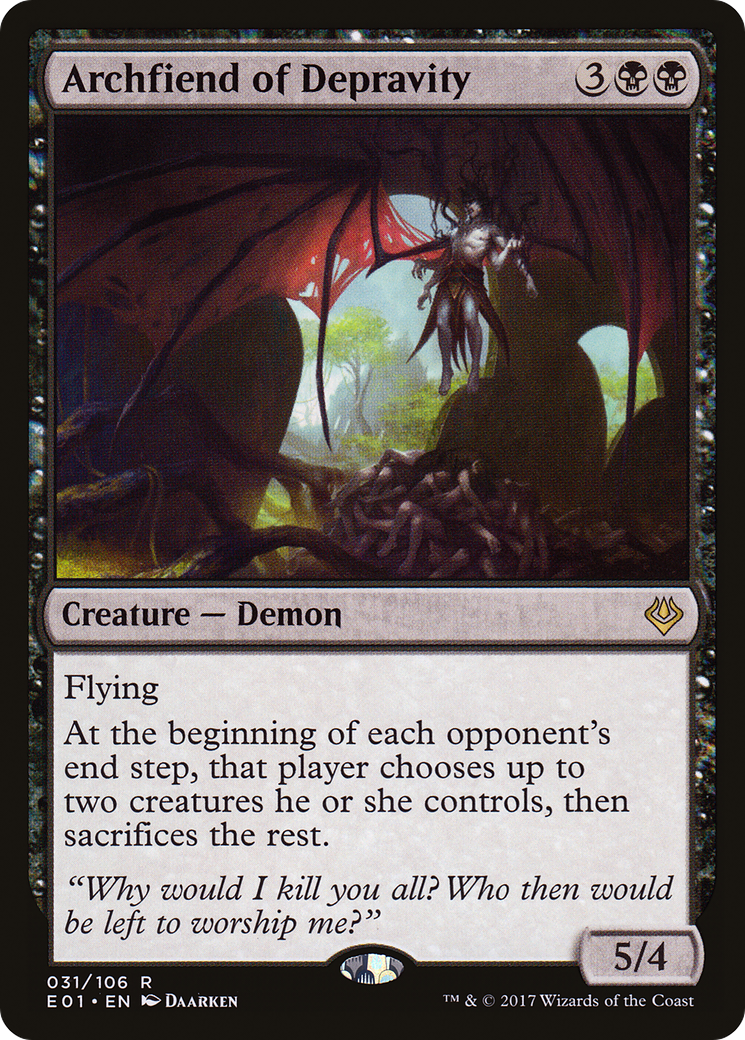 Archfiend of Depravity 3
Creature — Demon
Flying
At the beginning of each opponent's
end step, that player chooses up to
two creatures he or she controls, then
sacrifices the rest.
“Why would I kill you all? Who then would
be left to worship me?”
5/4
031/106 R
E01 • EN DAARKEN
™ & © 2017 Wizards of the Coast